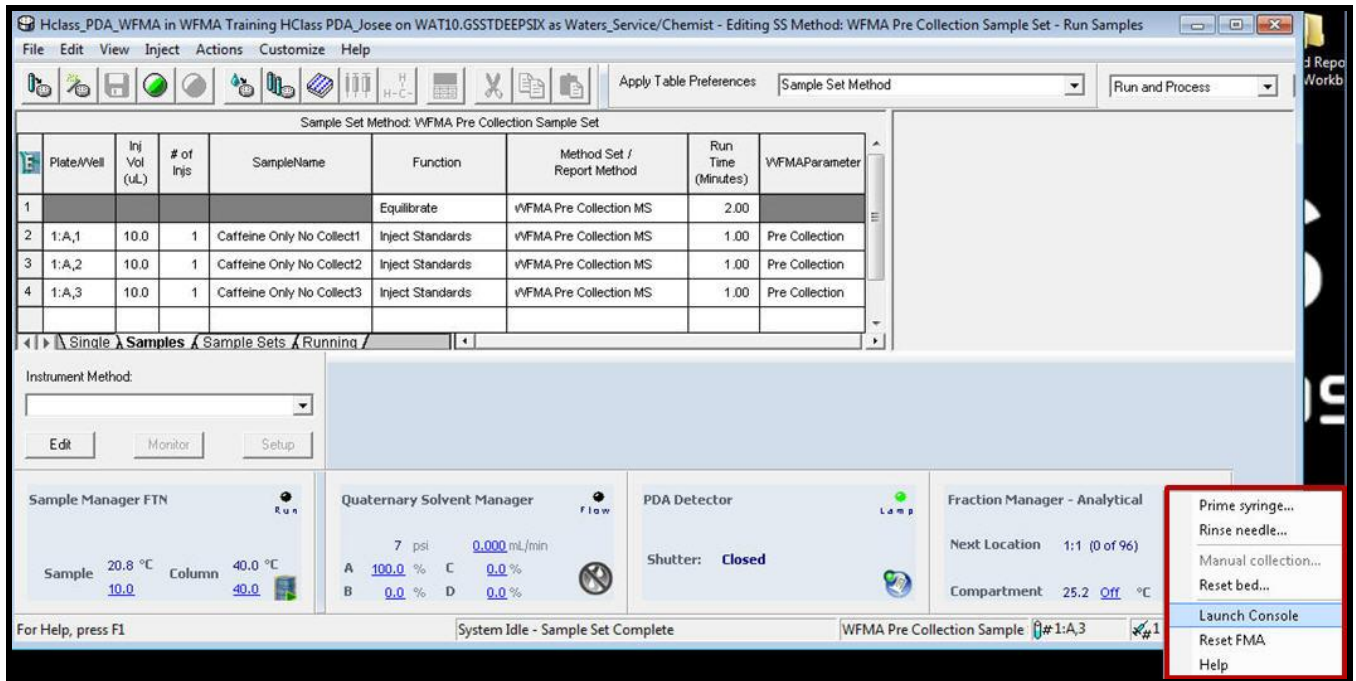 Hclass_PDA_WFMA in WFMA Training HClass PDA_Josee on WAT10.GSSTDEEPSIX as Waters_Service/Chemist - Editing SS Method: WFMA Pre Collection Sample Set - Run Samples
File Edit View Inject Actions Customize Help
d Repo
Workb
H
H-C-
Apply Table Preferences Sample Set Method Run and Process
Sample Set Method: WFMA Pre Collection Sample Set
Plate/Well Inj Vol (uL) # of Injs SampleName Function Method Set / Report Method Run Time (Minutes) WFMAParameter
1 Equilibrate WFMA Pre Collection MS 2.00
2 1:A,1 10.0 1 Caffeine Only No Collect1 Inject Standards WFMA Pre Collection MS 1.00 Pre Collection
3 1:A,2 10.0 1 Caffeine Only No Collect2 Inject Standards WFMA Pre Collection MS 1.00 Pre Collection
4 1:A,3 10.0 1 Caffeine Only No Collect3 Inject Standards WFMA Pre Collection MS 1.00 Pre Collection
Single Samples Sample Sets Running
Instrument Method:
Edit Monitor Setup
Sample Manager FTN Run
Sample 20.8 °C Column 40.0 °C
10.0 40.0
Quaternary Solvent Manager Flow
7 psi 0.000 mL/min
A 100.0 % C 0.0 %
B 0.0 % D 0.0 %
PDA Detector Lamp
Shutter: Closed
Fraction Manager - Analytical
Next Location 1:1 (0 of 96)
Compartment 25.2 Off °C
Prime syringe...
Rinse needle...
Manual collection...
Reset bed...
Launch Console
Reset FMA
Help
For Help, press F1 System Idle - Sample Set Complete WFMA Pre Collection Sample #1:A,3 #1